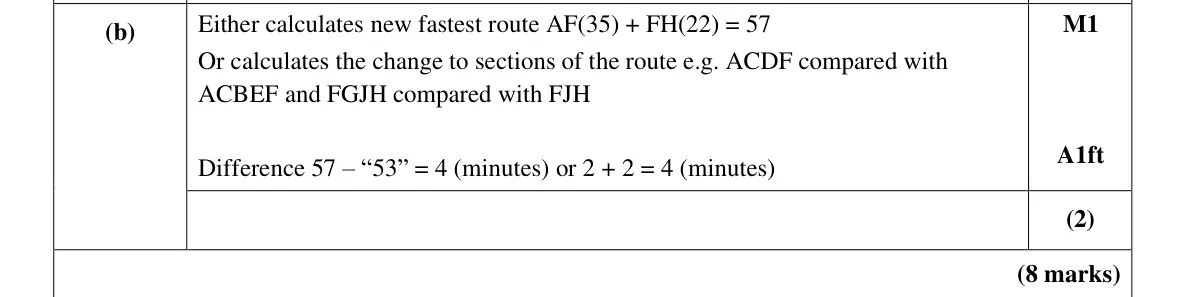 (b)
Either calculates new fastest route AF(35) + FH(22) = 57
M1
Or calculates the change to sections of the route e.g. ACDF compared with
ACBEF and FGJH compared with FJH
Difference 57 – “53” = 4 (minutes) or 2 + 2 = 4 (minutes)
A1ft
(2)
(8 marks)